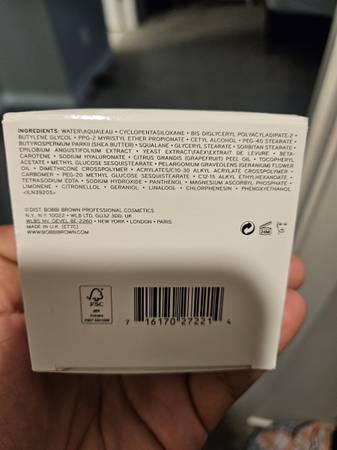 INGREDIENTS: WATER\AQUA\EAU • CYCLOPENTASILOXANE • BIS-DIGLYCERYL POLYACYLADIPATE-2
BUTYLENE GLYCOL • PPG-2 MYRISTYL ETHER PROPIONATE • CETYL ALCOHOL • PEG-40 STEARATE
BUTYROSPERMUM PARKII (SHEA BUTTER) • SQUALANE • GLYCERYL STEARATE • SORBITAN STEARATE
EPILOBIUM ANGUSTIFOLIUM EXTRACT • YEAST EXTRACT\FAEX\EXTRAIT DE LEVURE • BETA-
CAROTENE • SODIUM HYALURONATE • CITRUS GRANDIS (GRAPEFRUIT) PEEL OIL • TOCOPHERYL
ACETATE • METHYL GLUCOSE SESQUISTEARATE • PELARGONIUM GRAVEOLENS (GERANIUM) FLOWER
OIL • DIMETHICONE CROSSPOLYMER • ACRYLATES/C10-30 ALKYL ACRYLATE CROSSPOLYMER
CARBOMER • PEG-20 METHYL GLUCOSE SESQUISTEARATE • C12-15 ALKYL ETHYLHEXANOATE •
TETRASODIUM EDTA • SODIUM HYDROXIDE • PANTHENOL • MAGNESIUM ASCORBYL PHOSPHATE •
LIMONENE • CITRONELLOL • GERANIOL • LINALOOL • CHLORPHENESIN • PHENOXYETHANOL
<ILN39205>
©DIST. BOBBI BROWN PROFESSIONAL COSMETICS
N.Y., N.Y. 10022 • WLB LTD, GU32 3DD, UK
WLBS NV, OEVEL BE-2260 • NEW YORK • LONDON • PARIS
MADE IN U.K. [ET7C]
WWW.BOBBIBROWN.COM
24M
FSC
MIX
7 16170 27221 4